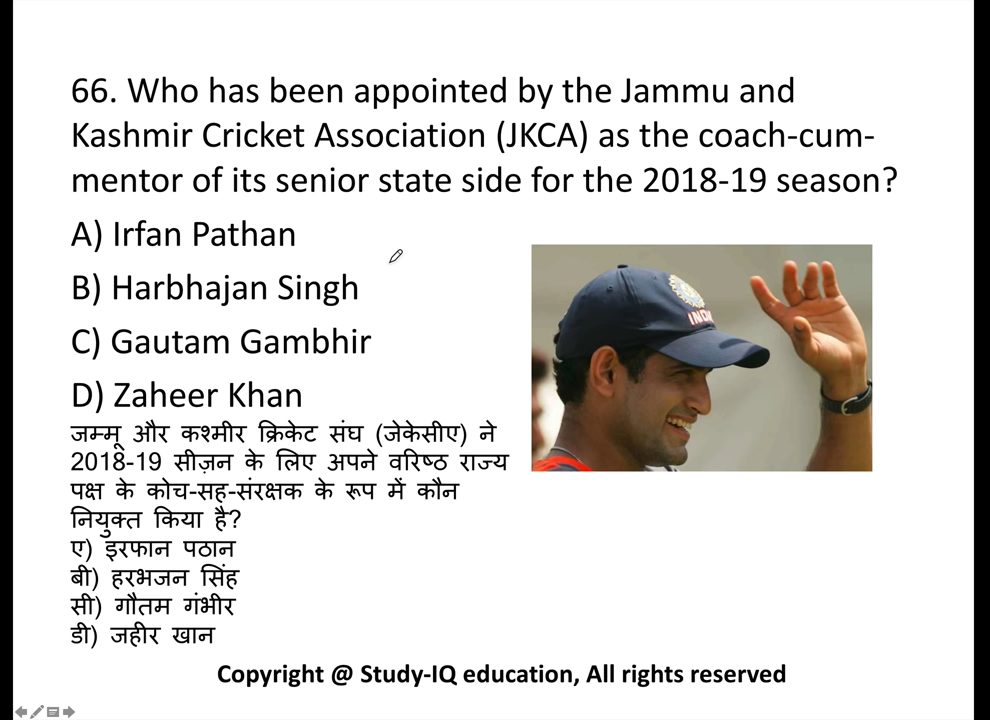 66. Who has been appointed by the Jammu and
Kashmir Cricket Association (JKCA) as the coach-cum-
mentor of its senior state side for the 2018-19 season?
A) Irfan Pathan
B) Harbhajan Singh
C) Gautam Gambhir
D) Zaheer Khan
जम्मू और कश्मीर क्रिकेट संघ (जेकेसीए) ने
2018-19 सीज़न के लिए अपने वरिष्ठ राज्य
पक्ष के कोच-सह-संरक्षक के रूप में कौन
नियुक्त किया है?
ए) इरफान पठान
बी) हरभजन सिंह
सी) गौतम गंभीर
डी) जहीर खान
INDIA
Copyright @ Study-IQ education, All rights reserved